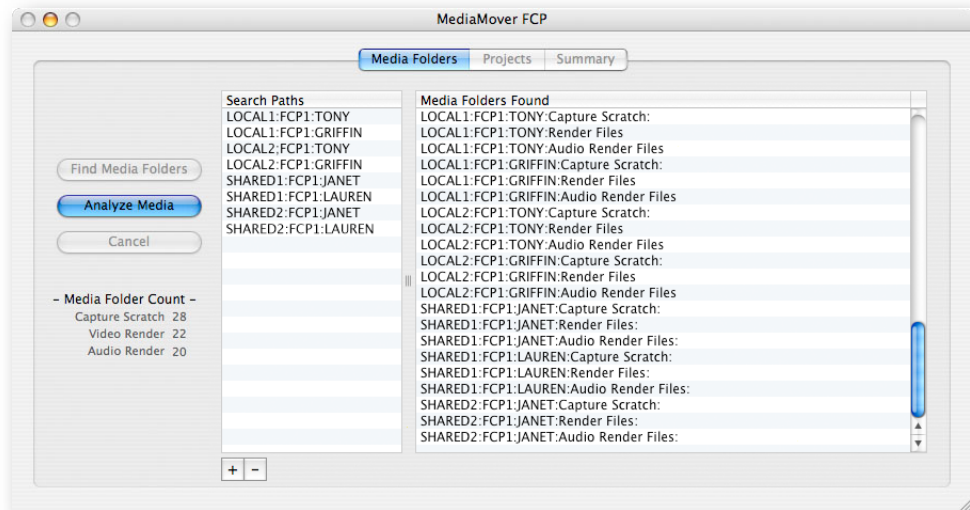 MediaMover FCP
Media Folders Projects Summary
Find Media Folders
Analyze Media
Cancel
– Media Folder Count –
Capture Scratch 28
Video Render 22
Audio Render 20
Search Paths
LOCAL1:FCP1:TONY
LOCAL1:FCP1:GRIFFIN
LOCAL2;FCP1:TONY
LOCAL2:FCP1:GRIFFIN
SHARED1:FCP1:JANET
SHARED1:FCP1:LAUREN
SHARED2:FCP1:JANET
SHARED2:FCP1:LAUREN
+ -
Media Folders Found
LOCAL1:FCP1:TONY:Capture Scratch:
LOCAL1:FCP1:TONY:Render Files
LOCAL1:FCP1:TONY:Audio Render Files
LOCAL1:FCP1:GRIFFIN:Capture Scratch:
LOCAL1:FCP1:GRIFFIN:Render Files
LOCAL1:FCP1:GRIFFIN:Audio Render Files
LOCAL2:FCP1:TONY:Capture Scratch:
LOCAL2:FCP1:TONY:Render Files
LOCAL2:FCP1:TONY:Audio Render Files
LOCAL2:FCP1:GRIFFIN:Capture Scratch:
LOCAL2:FCP1:GRIFFIN:Render Files
LOCAL2:FCP1:GRIFFIN:Audio Render Files
SHARED1:FCP1:JANET:Capture Scratch:
SHARED1:FCP1:JANET:Render Files:
SHARED1:FCP1:JANET:Audio Render Files:
SHARED1:FCP1:LAUREN:Capture Scratch:
SHARED1:FCP1:LAUREN:Render Files:
SHARED1:FCP1:LAUREN:Audio Render Files:
SHARED2:FCP1:JANET:Capture Scratch:
SHARED2:FCP1:JANET:Render Files:
SHARED2:FCP1:JANET:Audio Render Files: